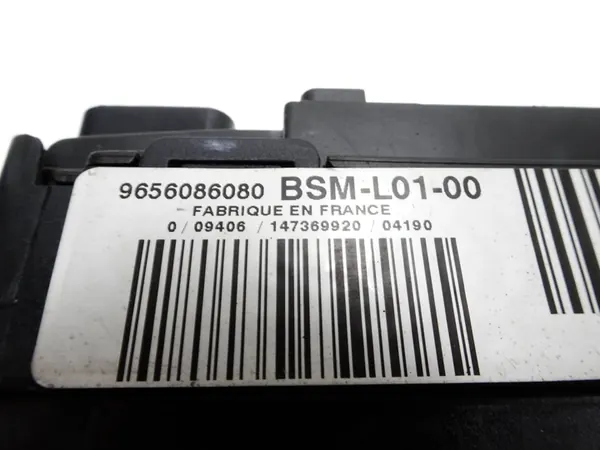 9656086080 BSM-L01-00
FABRIQUE EN FRANCE
0 / 09406 / 147369920 / 04190